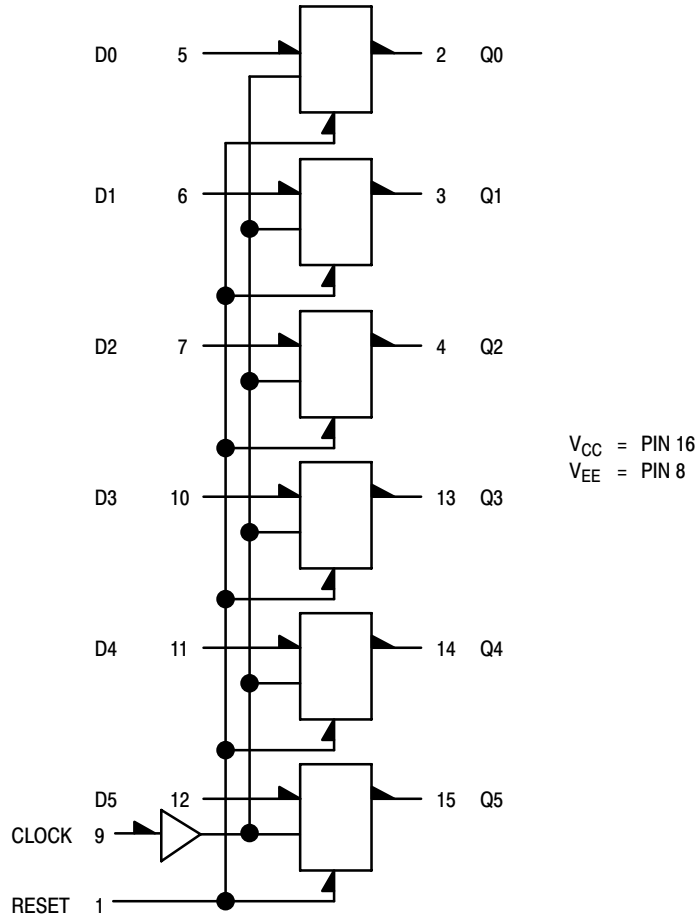 D0 5 2 Q0
D1 6 3 Q1
D2 7 4 Q2
VCC = PIN 16
VEE = PIN 8
D3 10 13 Q3
D4 11 14 Q4
D5 12 15 Q5
CLOCK 9
RESET 1